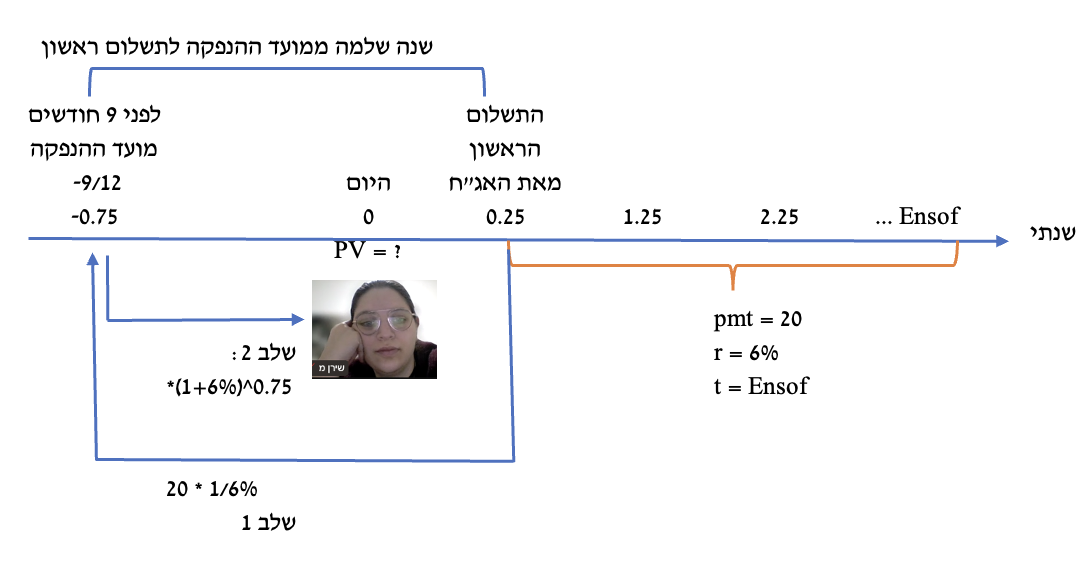 שנה שלמה ממועד ההנפקה לתשלום ראשון
לפני 9 חודשים
מועד ההנפקה
-9/12
-0.75
היום
0
התשלום
הראשון
מאת האג״ח
0.25
1.25
2.25
... Ensof
שנתי
PV = ?
שירן מ
שלב 2 :
*(1+6%)^0.75
pmt = 20
r = 6%
t = Ensof
20 * 1/6%
שלב 1